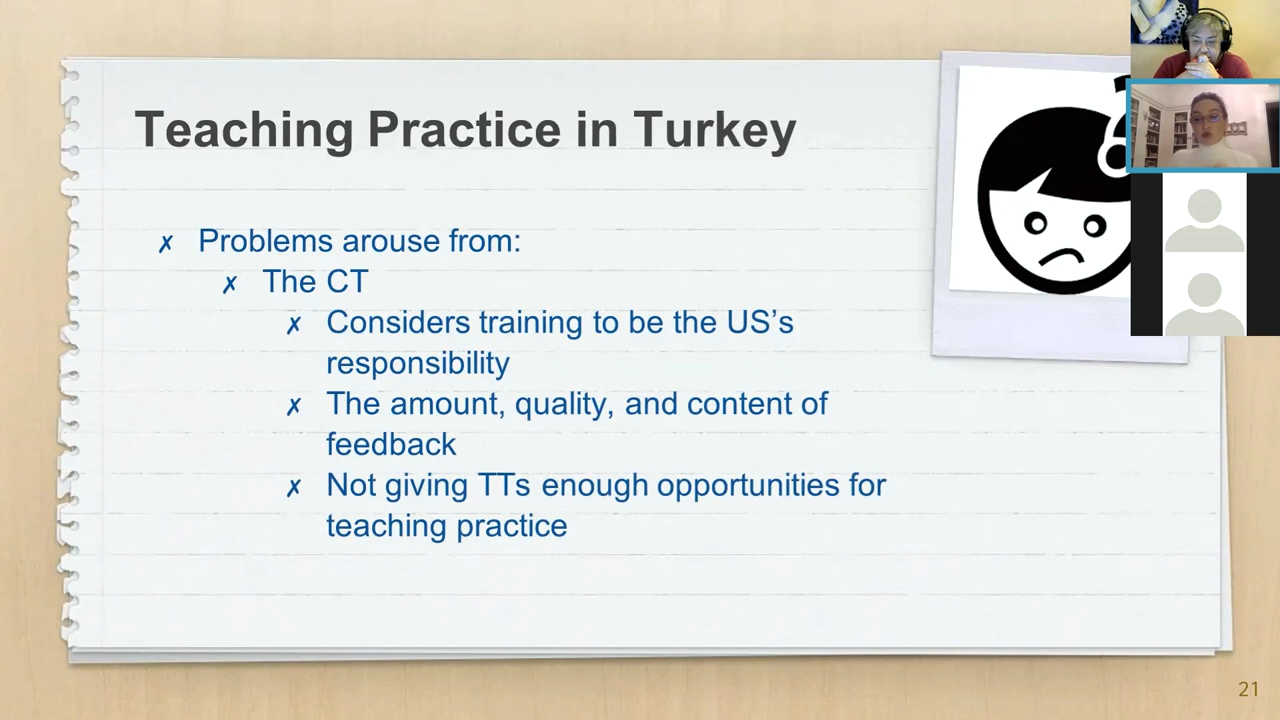 Teaching Practice in Turkey
✗ Problems arouse from:
✗ The CT
✗ Considers training to be the US’s
responsibility
✗ The amount, quality, and content of
feedback
✗ Not giving TTs enough opportunities for
teaching practice
21